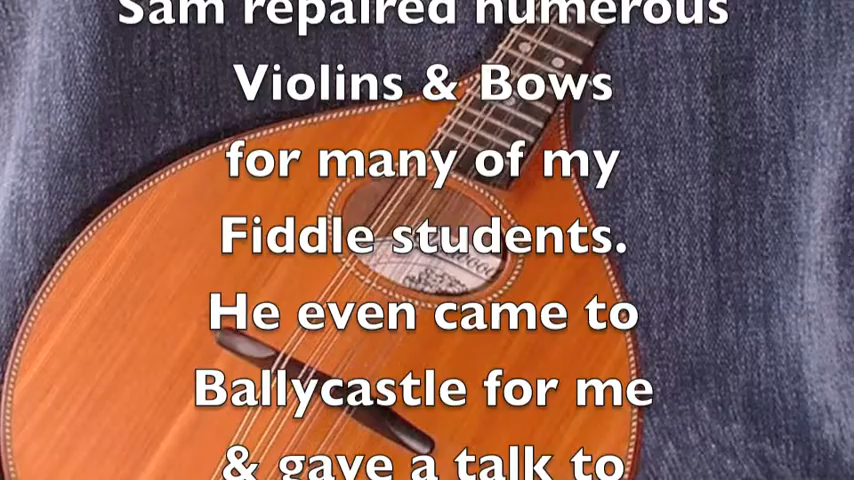 Sam repaired numerous
Violins & Bows
for many of my
Fiddle students.
He even came to
Ballycastle for me
& gave a talk to